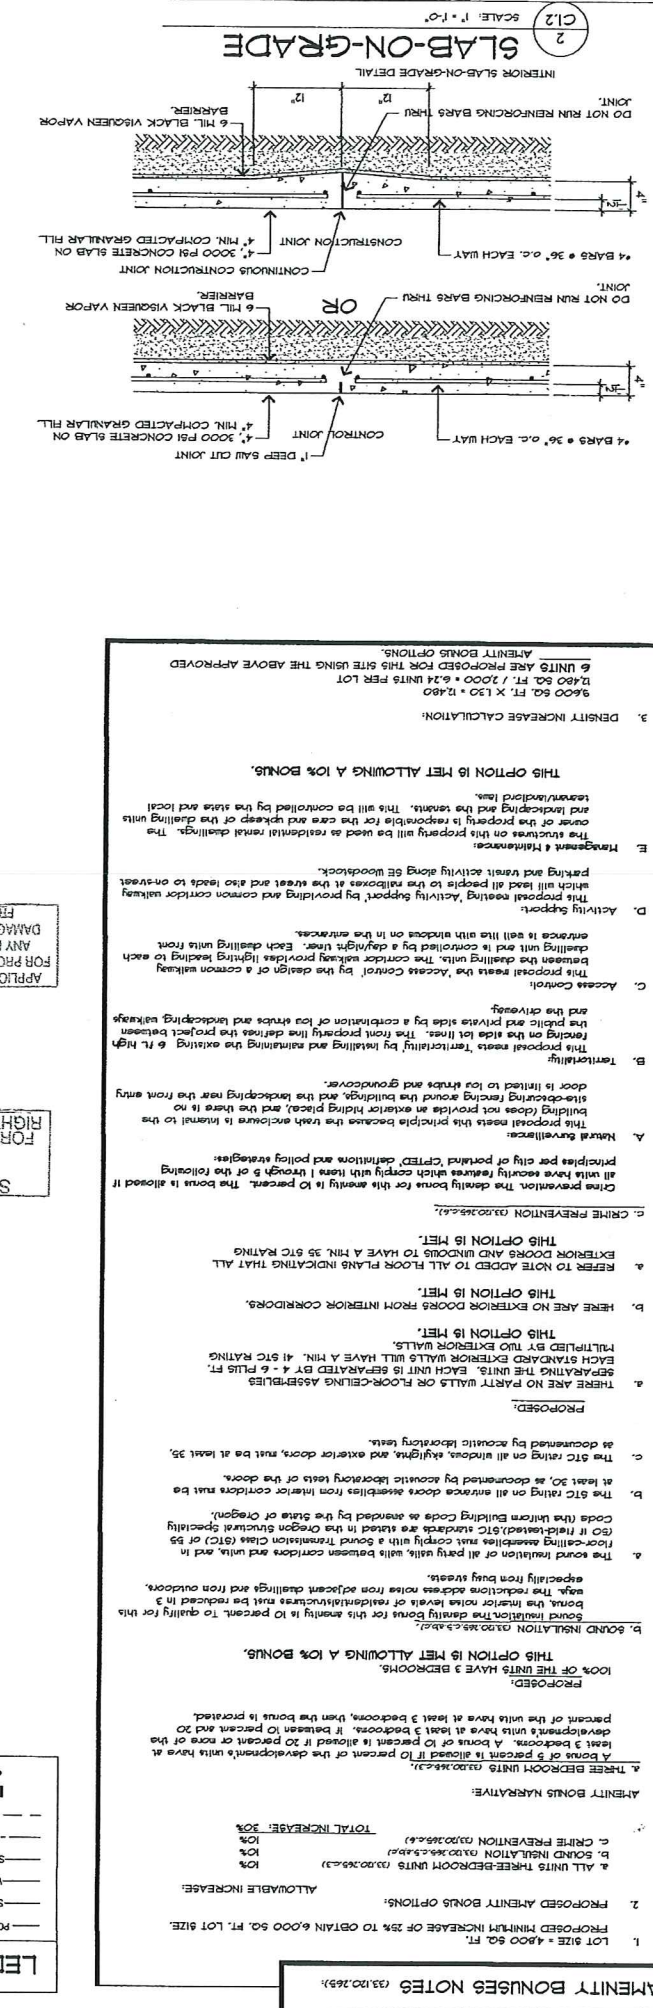 AMENITY BONUSES NOTES (33.120.265):
1. LOT SIZE = 4,800 SQ. FT.
PROPOSED MINIMUM INCREASE OF 25% TO OBTAIN 6,000 SQ. FT. LOT SIZE.
2. PROPOSED AMENITY BONUS OPTIONS:
ALLOWABLE INCREASE:
a. ALL UNITS THREE-BEDROOM UNITS (33.120.265.c.3) 10%
b. SOUND INSULATION (33.120.265.c.5.a,b,c) 10%
c. CRIME PREVENTION (33.120.265.c.6) 10%
TOTAL INCREASE: 30%
AMENITY BONUS NARRATIVE:
a. THREE BEDROOM UNITS (33.120.265.c.3).
A bonus of 5 percent is allowed if 10 percent of the development's units have at
least 3 bedrooms. A bonus of 10 percent is allowed if 20 percent or more of the
development's units have at least 3 bedrooms. If between 10 percent and 20
percent of the units have at least 3 bedrooms, then the bonus is prorated.
PROPOSED:
100% OF THE UNITS HAVE 3 BEDROOMS.
THIS OPTION IS MET ALLOWING A 10% BONUS.
b. SOUND INSULATION (33.120.265.c.5.a,b,c).
Sound insulation. The density bonus for this amenity is 10 percent. To qualify for this
bonus, the interior noise levels of residential structures must be reduced in 3
ways. The reductions address noise from adjacent dwellings and from outdoors,
especially from busy streets.
a. The sound insulation of all party walls, walls between corridors and units, and in
floor-ceiling assemblies must comply with a Sound Transmission Class (STC) of 55
(50 if field-tested). STC standards are stated in the Oregon Structural Specialty
Code (the Uniform Building Code as amended by the State of Oregon).
b. The STC rating on all entrance doors assemblies from interior corridors must be
at least 30, as documented by acoustic laboratory tests of the doors.
c. The STC rating on all windows, skylights, and exterior doors, must be at least 35,
as documented by acoustic laboratory tests.
PROPOSED:
a. THERE ARE NO PARTY WALLS OR FLOOR-CEILING ASSEMBLIES
SEPARATING THE UNITS. EACH UNIT IS SEPARATED BY 4 - 6 PLUS FT.
EACH STANDARD EXTERIOR WALLS WILL HAVE A MIN. 41 STC RATING
MULTIPLIED BY TWO EXTERIOR WALLS.
THIS OPTION IS MET.
b. HERE ARE NO EXTERIOR DOORS FROM INTERIOR CORRIDORS.
THIS OPTION IS MET.
a. REFER TO NOTE ADDED TO ALL FLOOR PLANS INDICATING THAT ALL
EXTERIOR DOORS AND WINDOWS TO HAVE A MIN. 35 STC RATING
THIS OPTION IS MET.
c. CRIME PREVENTION (33.120.265.c.6).
Crime prevention. The density bonus for this amenity is 10 percent. The bonus is allowed if
all units have security features which comply with items 1 through 5 of the following
principles per city of portalnd 'CPTED' definitions and policy strategies:
A. Natural Surveillance:
This proposal meets this principle because the trash enclosure is internal to the
building (does not provide an exterior hiding place), and the there is no
site-obscuring fencing around the buildings, and the landscaping near the front entry
door is limited to low shrubs and groundcover.
B. Territoriality:
This proposal meets 'Territoriality' by installing and maintaining the existing 6 ft. high
fencing on the side lot lines. The front property line defines the project between
the public and private side by a corbination of low shrubs and landscaping, walkways
and the driveway.
C. Access Control:
This proposal meets the 'Access Control' by the design of a common walkway
between the dwelling units. The corridor walkway provides lighting leading to each
dwelling unit and is controlled by a daylight timer. Each dwelling units front
entrance is well lite with windows on in the entrances.
D. Activity Support:
This proposal meeting 'Activity Support' by providing and common corridor walkway
which will lead all people to the mailboxes at the street and also leads to on-street
parking and transit activity along SE Woodstock.
E. Management & Maintenance:
The structures on this property will be used as residential rental dwellings. The
owner of the property is responsible for the care and upkeep of the dwelling units
and landscaping and the tenants. This will be controlled by the state and local
teanant/landlord laws.
THIS OPTION IS MET ALLOWING A 10% BONUS.
3. DENSITY INCREASE CALCULATION:
9,600 SQ. FT. X 1.30 = 12,480
12,480 SQ. FT. / 2,000 = 6.24 UNITS PER LOT
6 UNITS ARE PROPOSED FOR THIS SITE USING THE ABOVE APPROVED
AMENITY BONUS OPTIONS.
LE
PO
S
FOR
RIGH
APPLIC
FOR PRO
ANY
DAMAG
1" DEEP SAW CUT JOINT
CONTROL JOINT
4", 3000 PSI CONCRETE SLAB ON
4" MIN. COMPACTED GRANULAR FILL
#4 BARS @ 36" o.c. EACH WAY
4"
1 1/2"
6 MIL. BLACK VISQUEEN VAPOR
BARRIER.
DO NOT RUN REINFORCING BARS THRU
JOINT.
OR
CONTINUOUS CONTRUCTION JOINT
CONSTRUCTION JOINT
4", 3000 PSI CONCRETE SLAB ON
4" MIN. COMPACTED GRANULAR FILL
#4 BARS @ 36" o.c. EACH WAY
4"
1 1/2"
6 MIL. BLACK VISQUEEN VAPOR
BARRIER.
DO NOT RUN REINFORCING BARS THRU
JOINT.
12" 12"
INTERIOR SLAB-ON-GRADE DETAIL
2
C1.2
SLAB-ON-GRADE
SCALE: 1" = 1'-0"